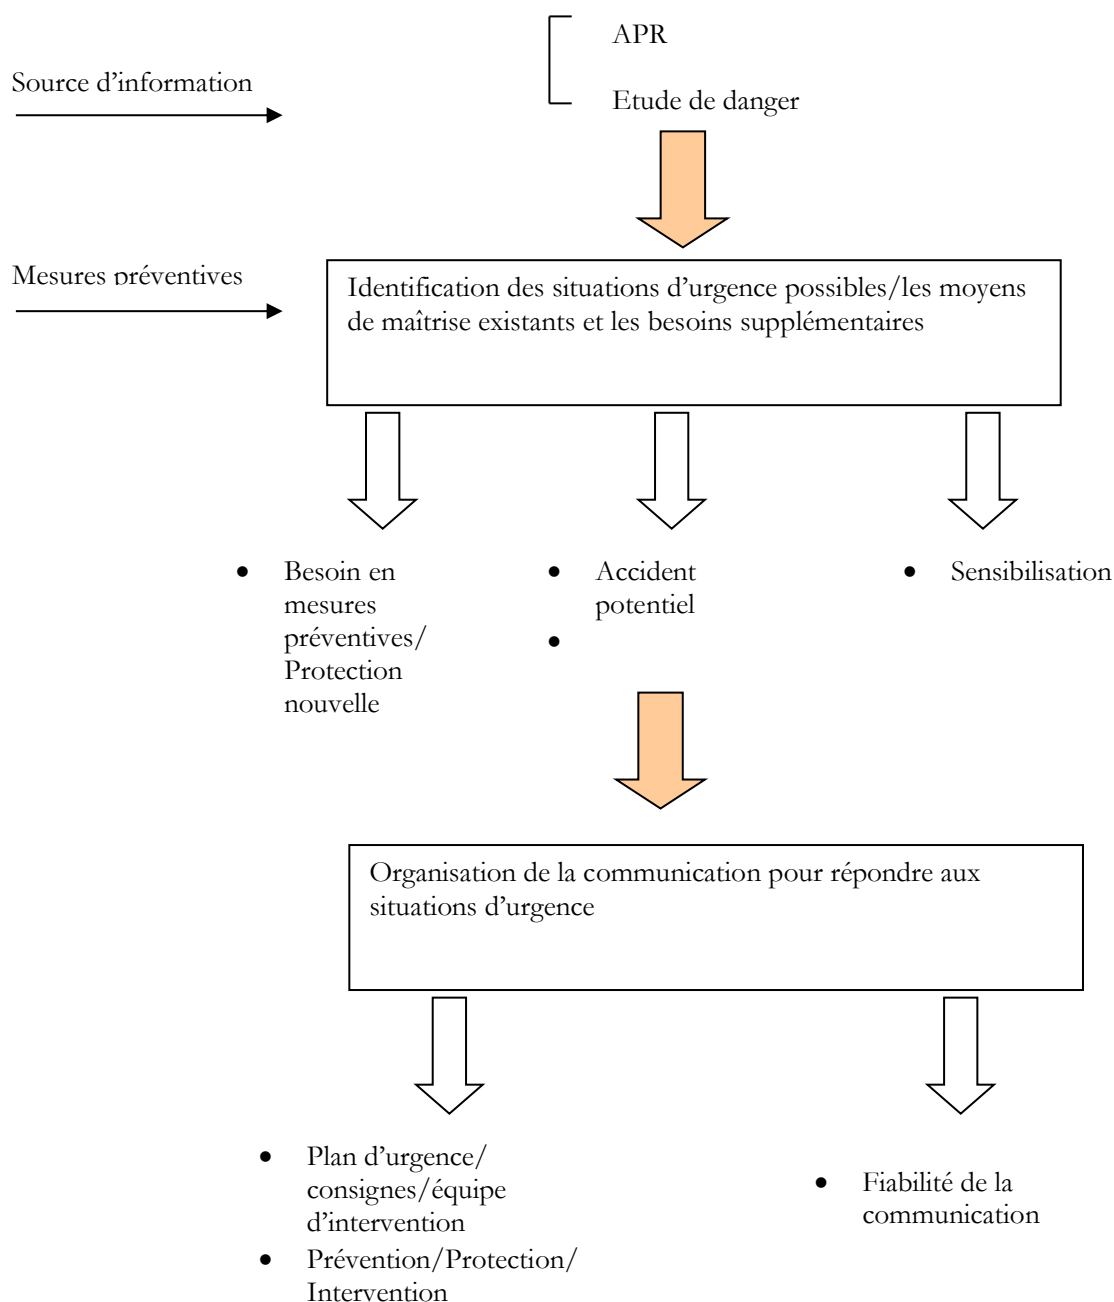 APR
Source d’information
Etude de danger
Mesures préventives
Identification des situations d’urgence possibles/les moyens
de maîtrise existants et les besoins supplémentaires
• Besoin en
mesures
préventives/
Protection
nouvelle
• Accident
potentiel
•
• Sensibilisation
Organisation de la communication pour répondre aux
situations d’urgence
• Plan d’urgence/
consignes/équipe
d’intervention
• Prévention/Protection/
Intervention
• Fiabilité de la
communication